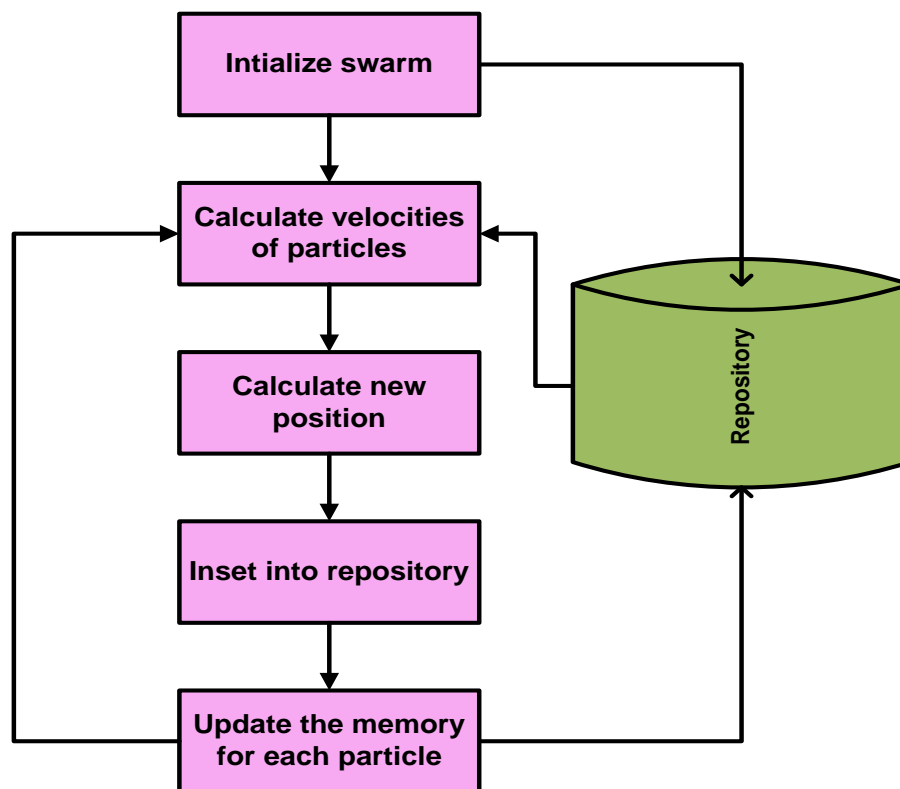 Intialize swarm
Calculate velocities
of particles
Calculate new
position
Repository
Inset into repository
Update the memory
for each particle